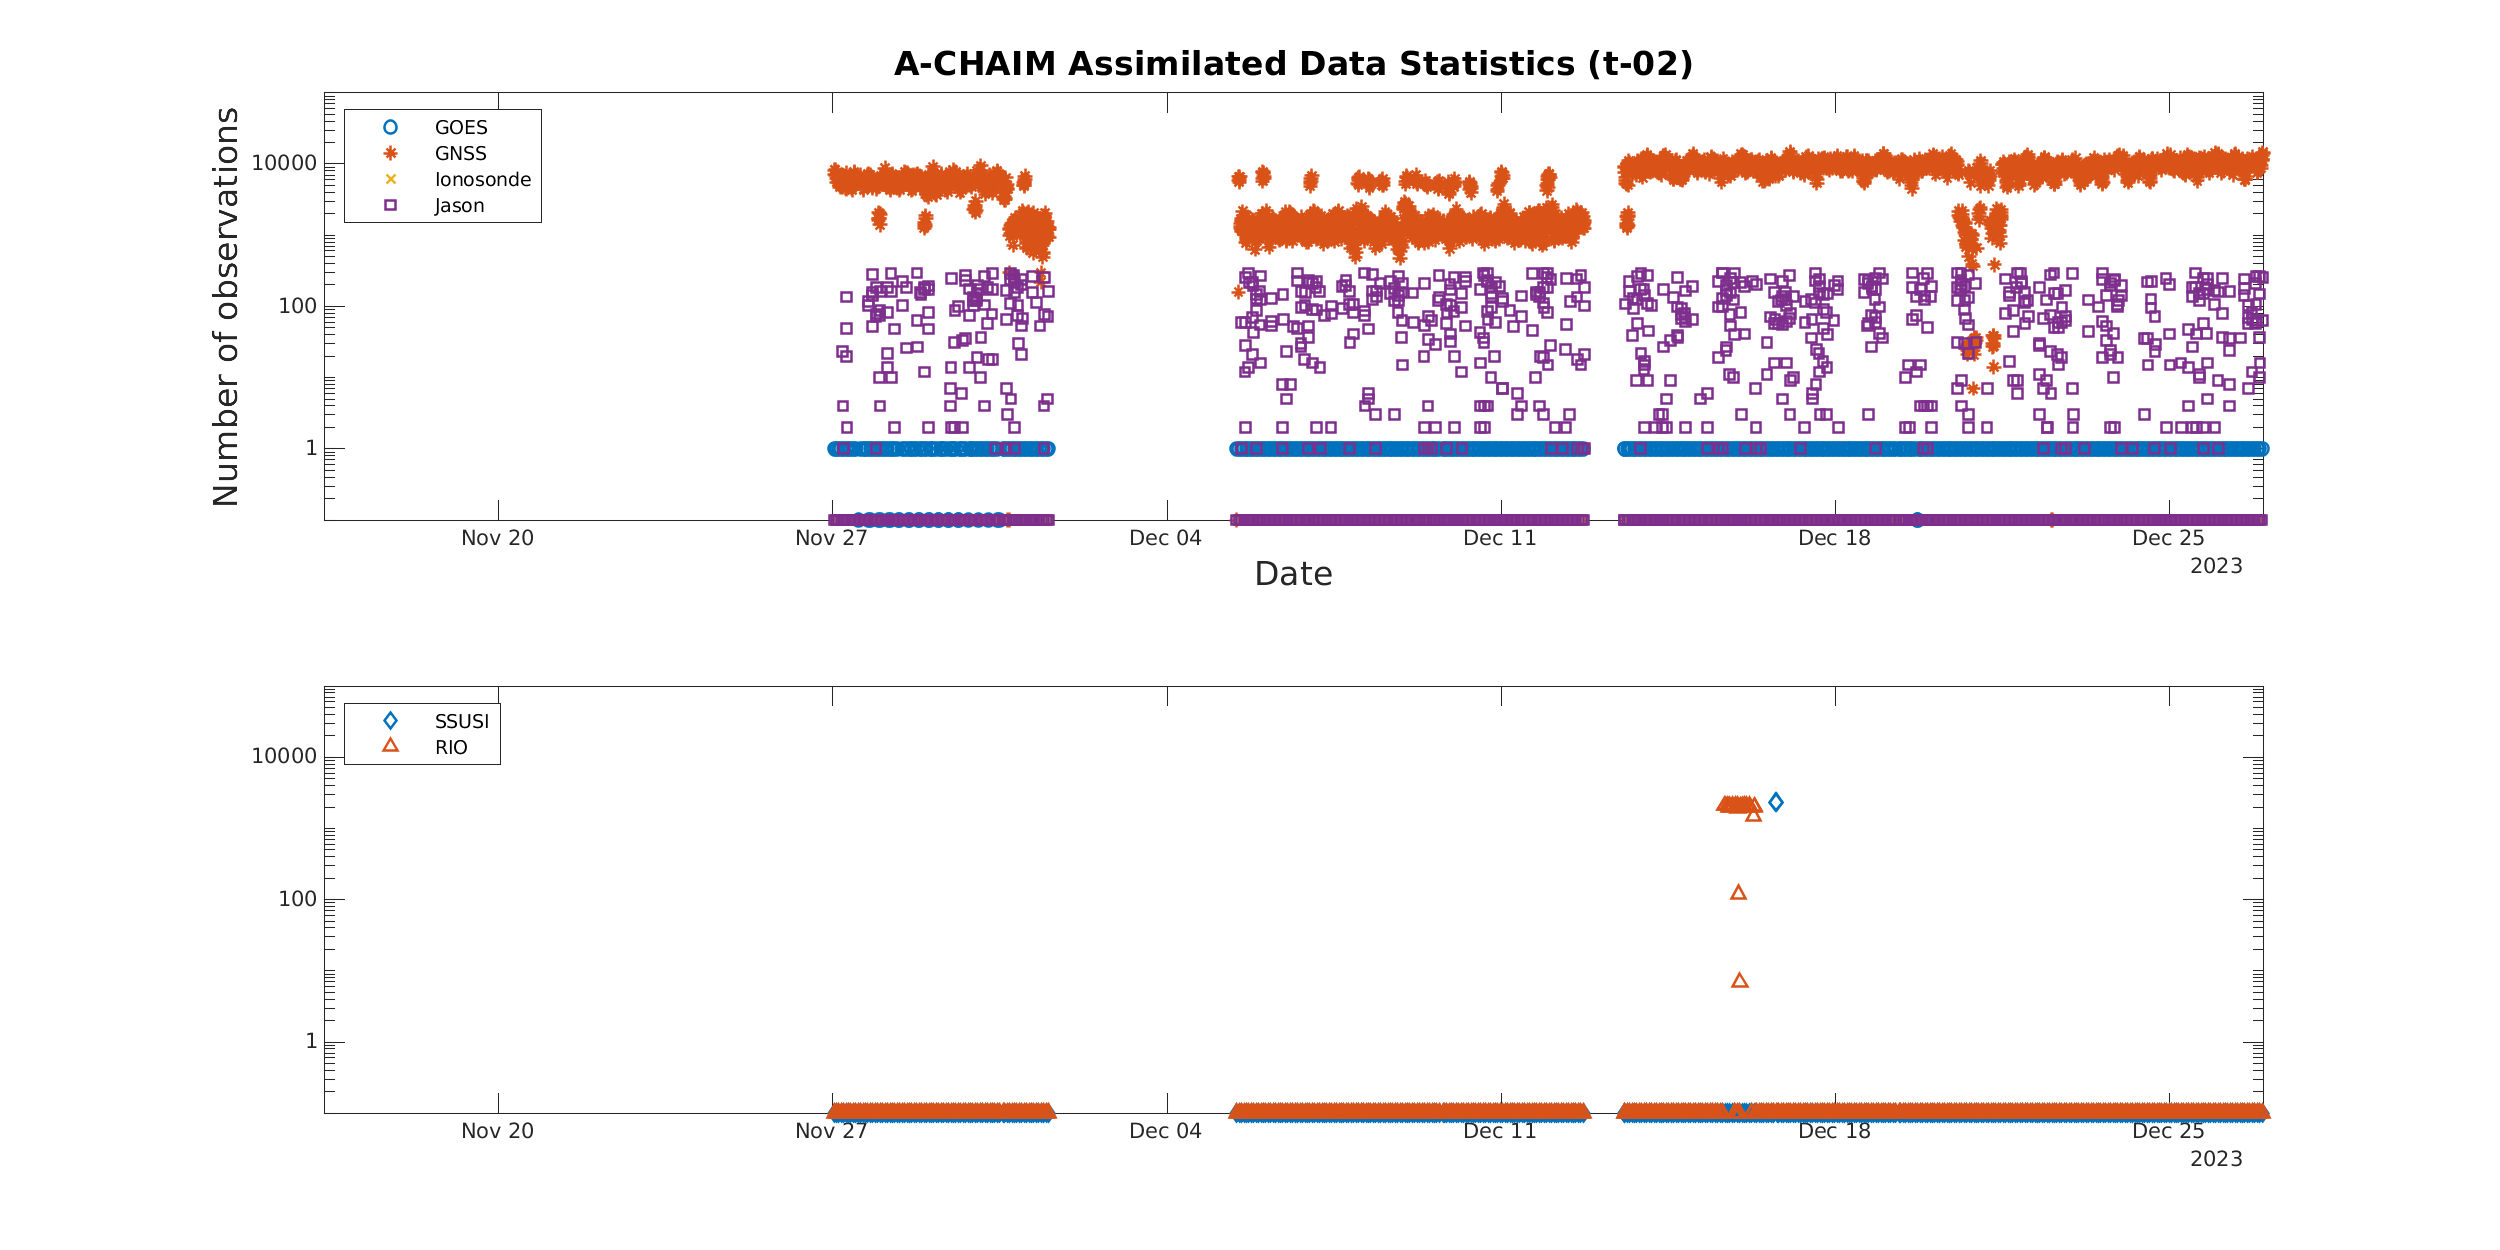 A-CHAIM Assimilated Data Statistics (t-02)
Number of observations
10000
100
1
GOES
GNSS
Ionosonde
Jason
Nov 20
Nov 27
Dec 04
Dec 11
Dec 18
Dec 25
2023
Date
10000
100
1
SSUSI
RIO
Nov 20
Nov 27
Dec 04
Dec 11
Dec 18
Dec 25
2023